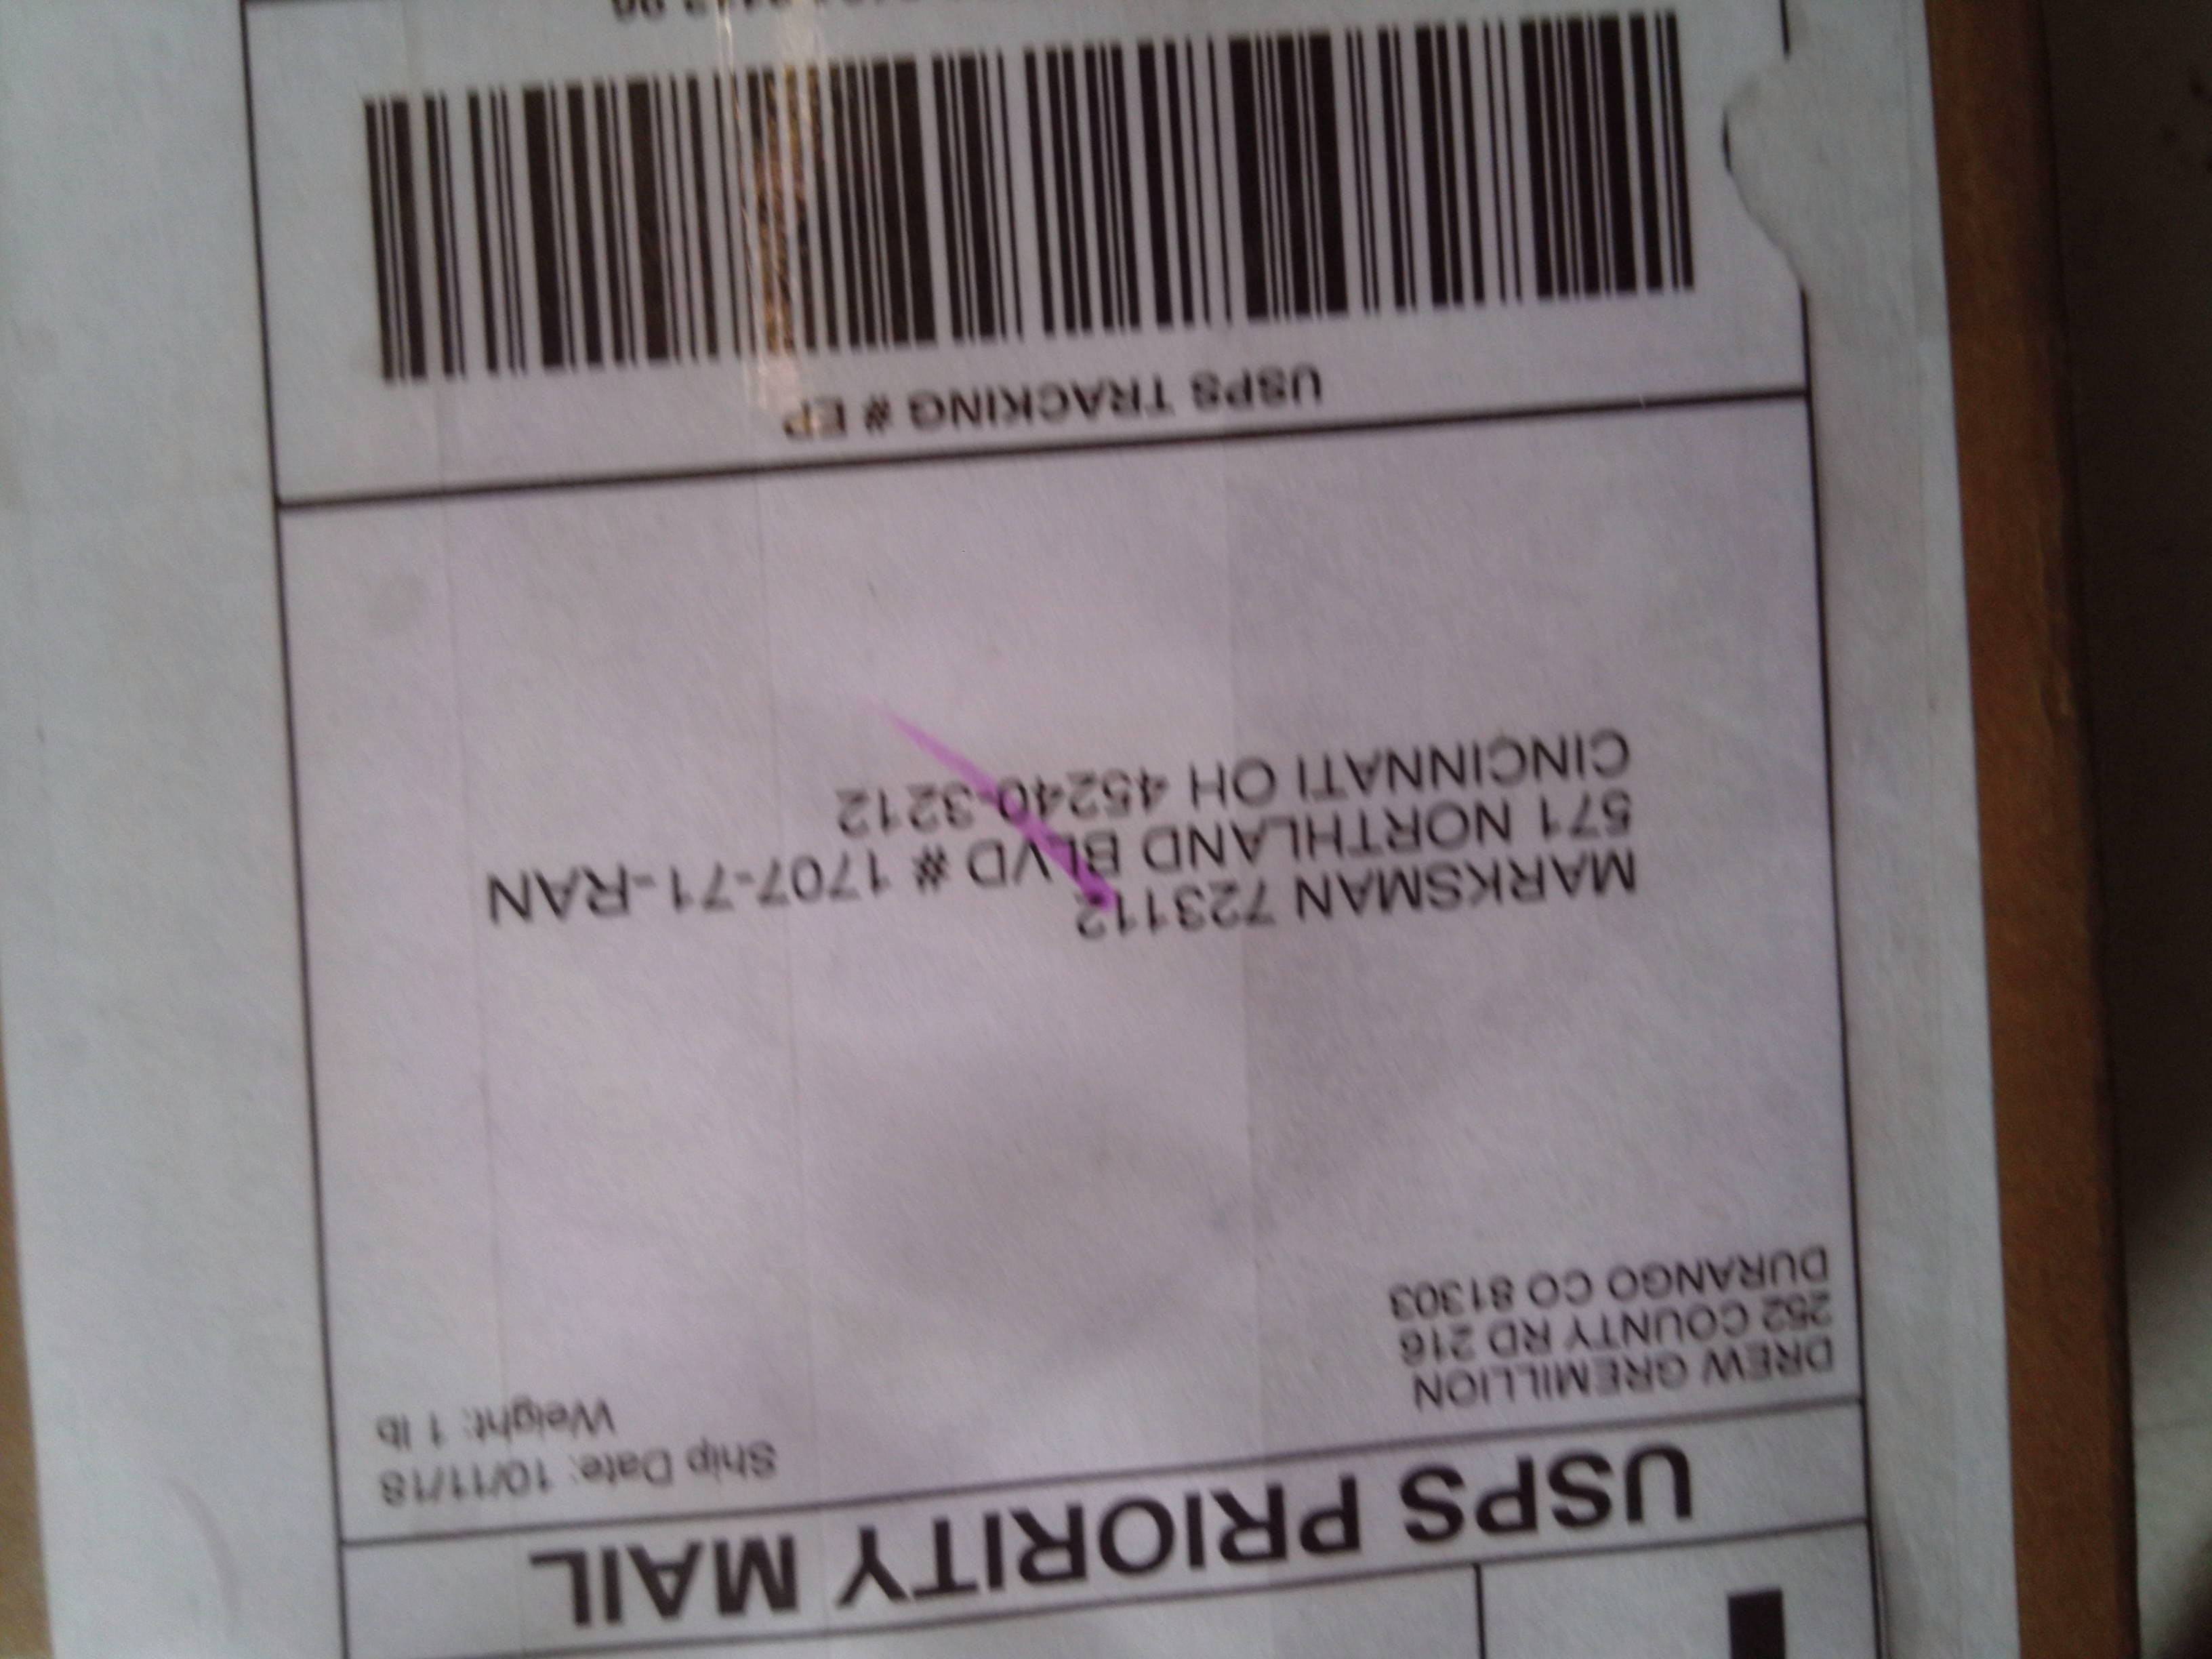 USPS PRIORITY MAIL
Ship Date: 10/11/18
Weight: 1 lb
DREW GREMILLION
252 COUNTY RD 216
DURANGO CO 81303
MARKSMAN 723112
571 NORTHLAND BLVD # 1707-71-RAN
CINCINNATI OH 45240-3212
USPS TRACKING # EP